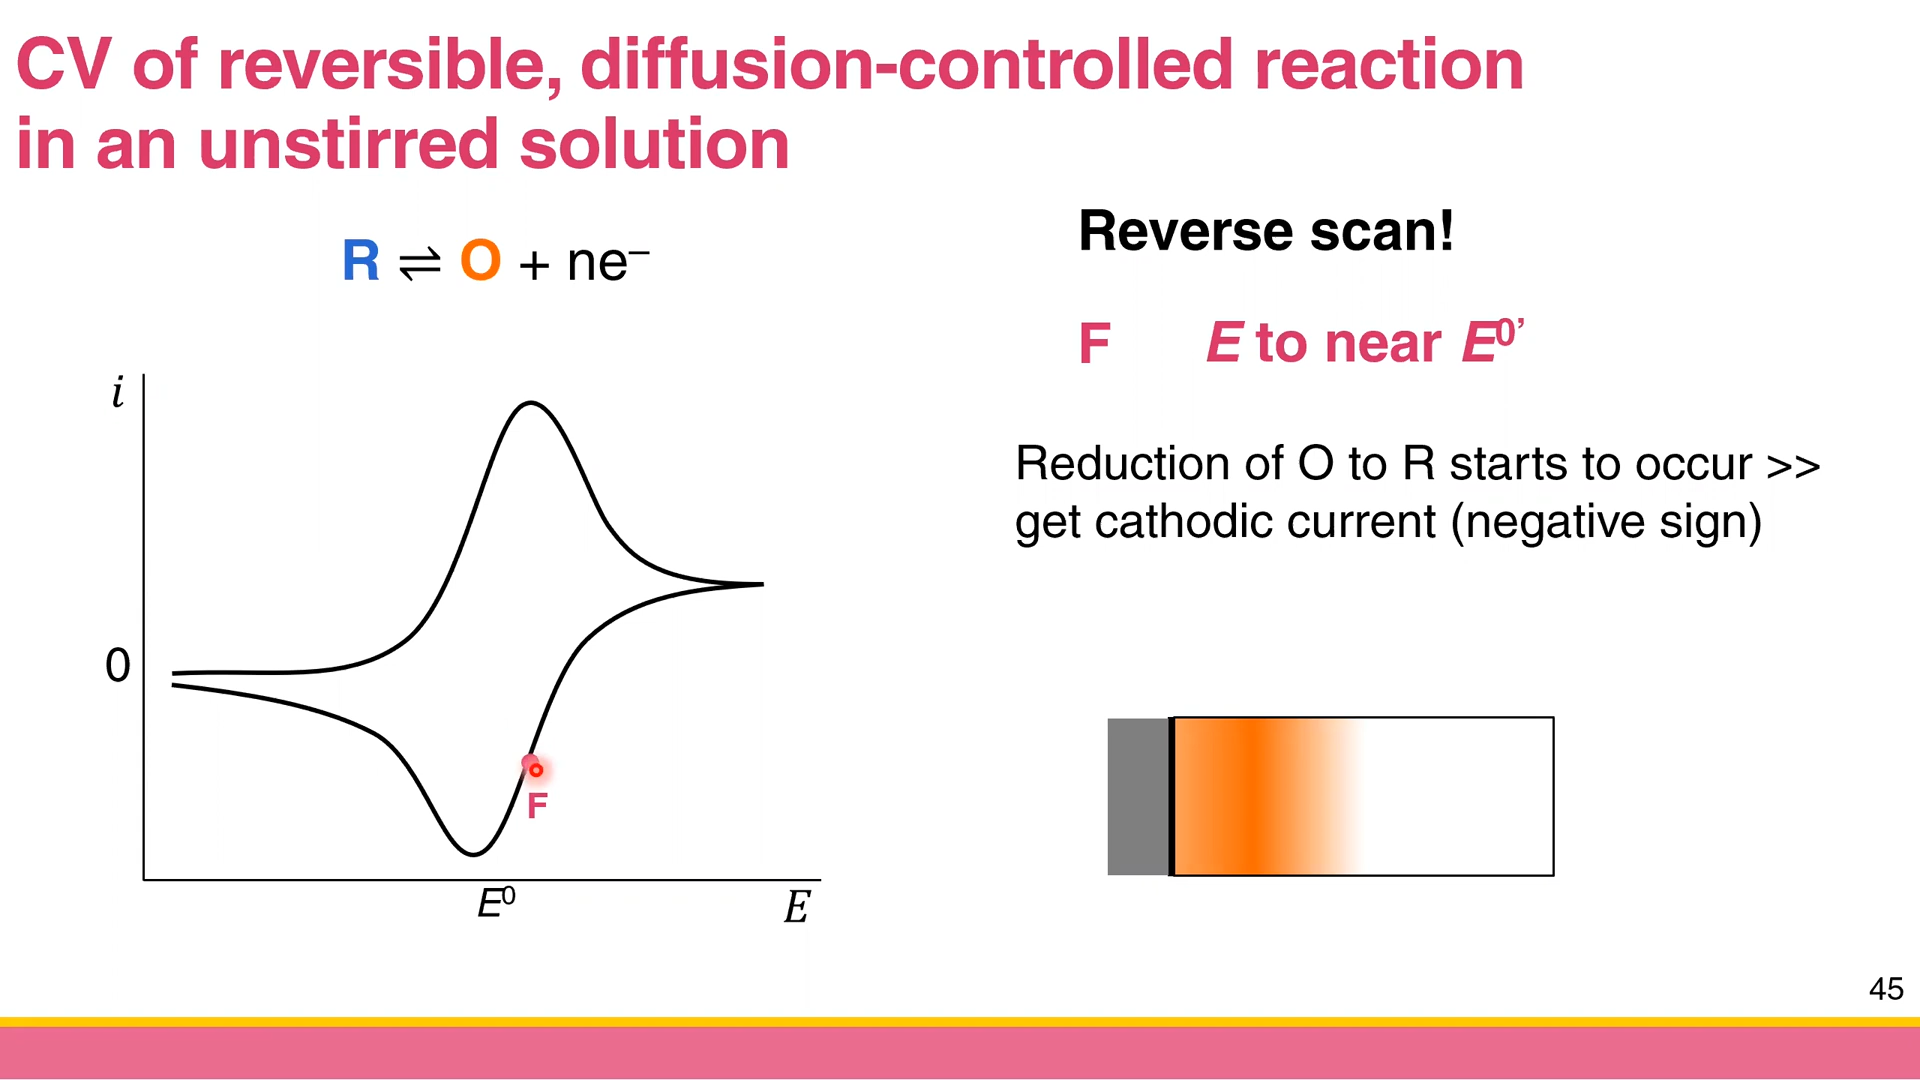 CV of reversible, diffusion-controlled reaction
in an unstirred solution
R ⇌ O + ne⁻
Reverse scan!
F E to near E⁰’
Reduction of O to R starts to occur >>
get cathodic current (negative sign)
i
0
F
E⁰
E
45